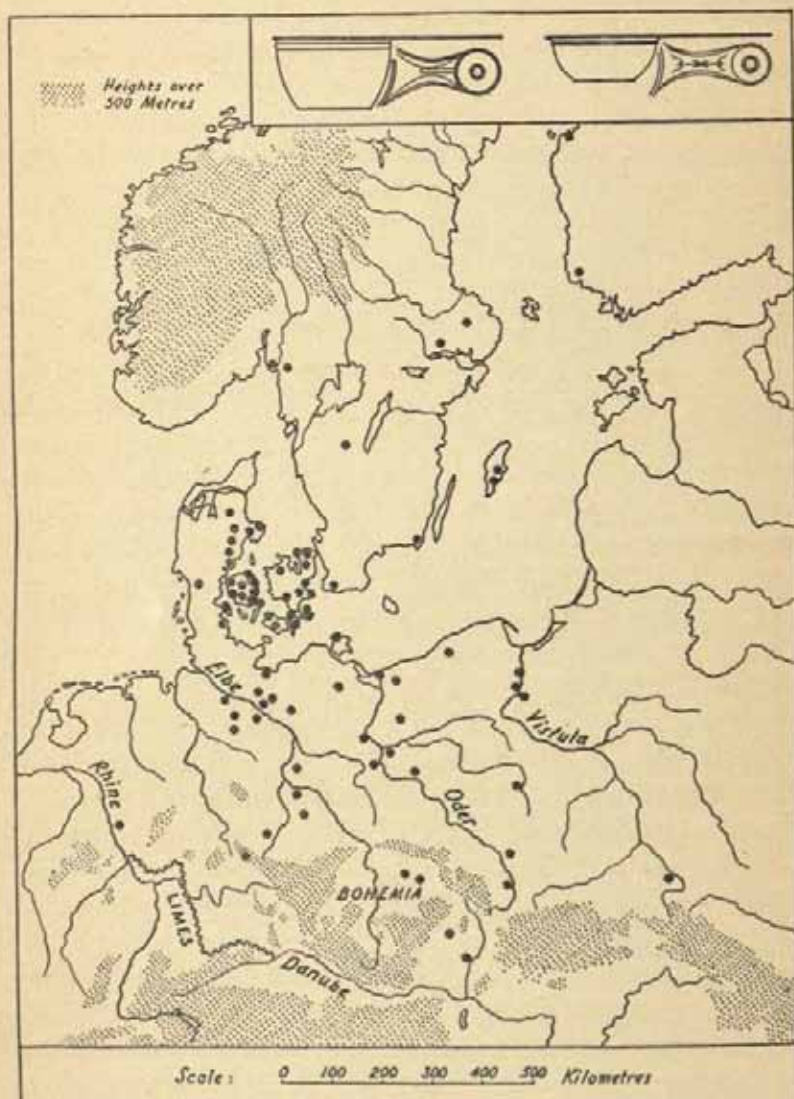 Heights over
500 Metres
Elbe
Vistula
Rhine
Oder
BOHEMIA
LIMES
Danube
Scale: 0 100 200 300 400 500 Kilometres